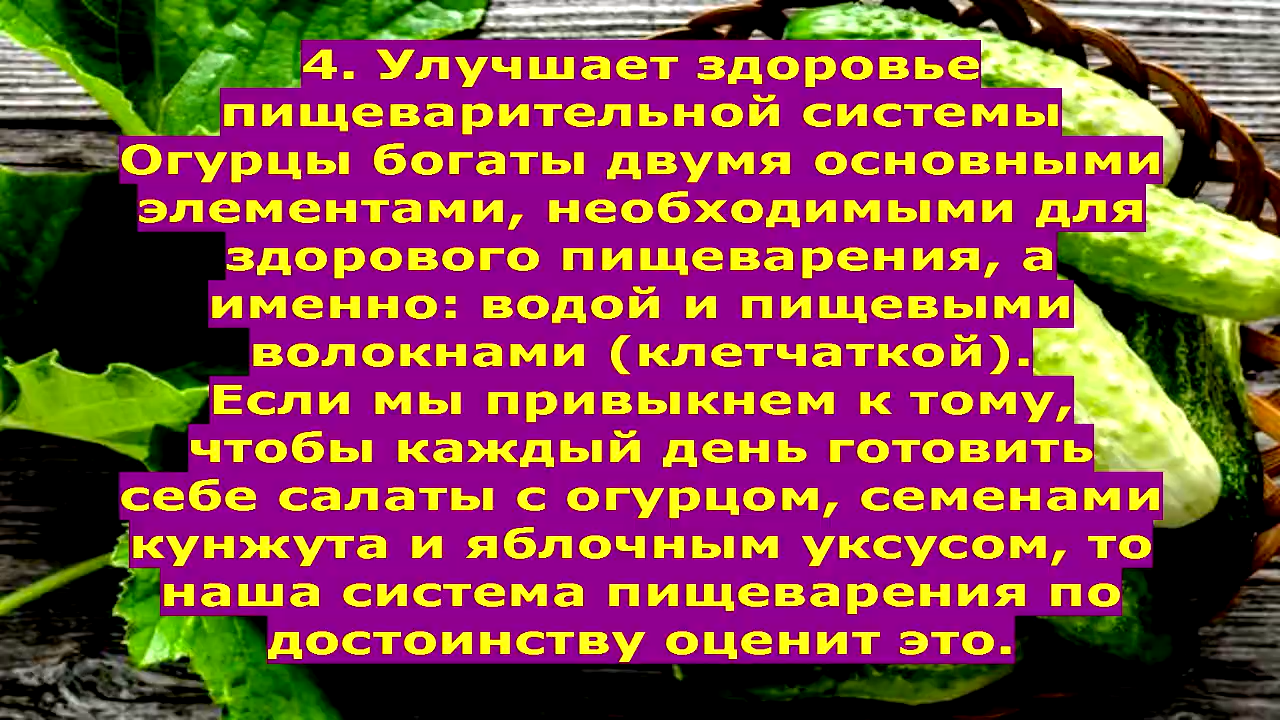 4. Улучшает здоровье
пищеварительной системы
Огурцы богаты двумя основными
элементами, необходимыми для
здорового пищеварения, а
именно: водой и пищевыми
волокнами (клетчаткой).
Если мы привыкнем к тому,
чтобы каждый день готовить
себе салаты с огурцом, семенами
кунжута и яблочным уксусом, то
наша система пищеварения по
достоинству оценит это.